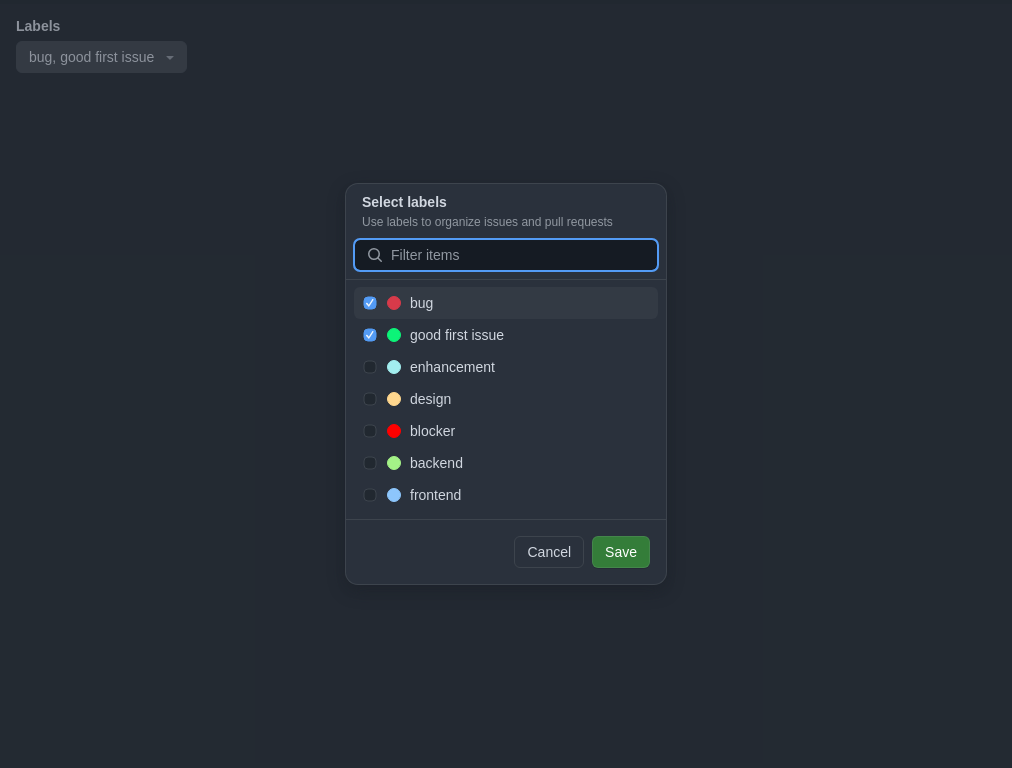 Labels
bug, good first issue
Select labels
Use labels to organize issues and pull requests
Filter items
bug
good first issue
enhancement
design
blocker
backend
frontend
Cancel Save